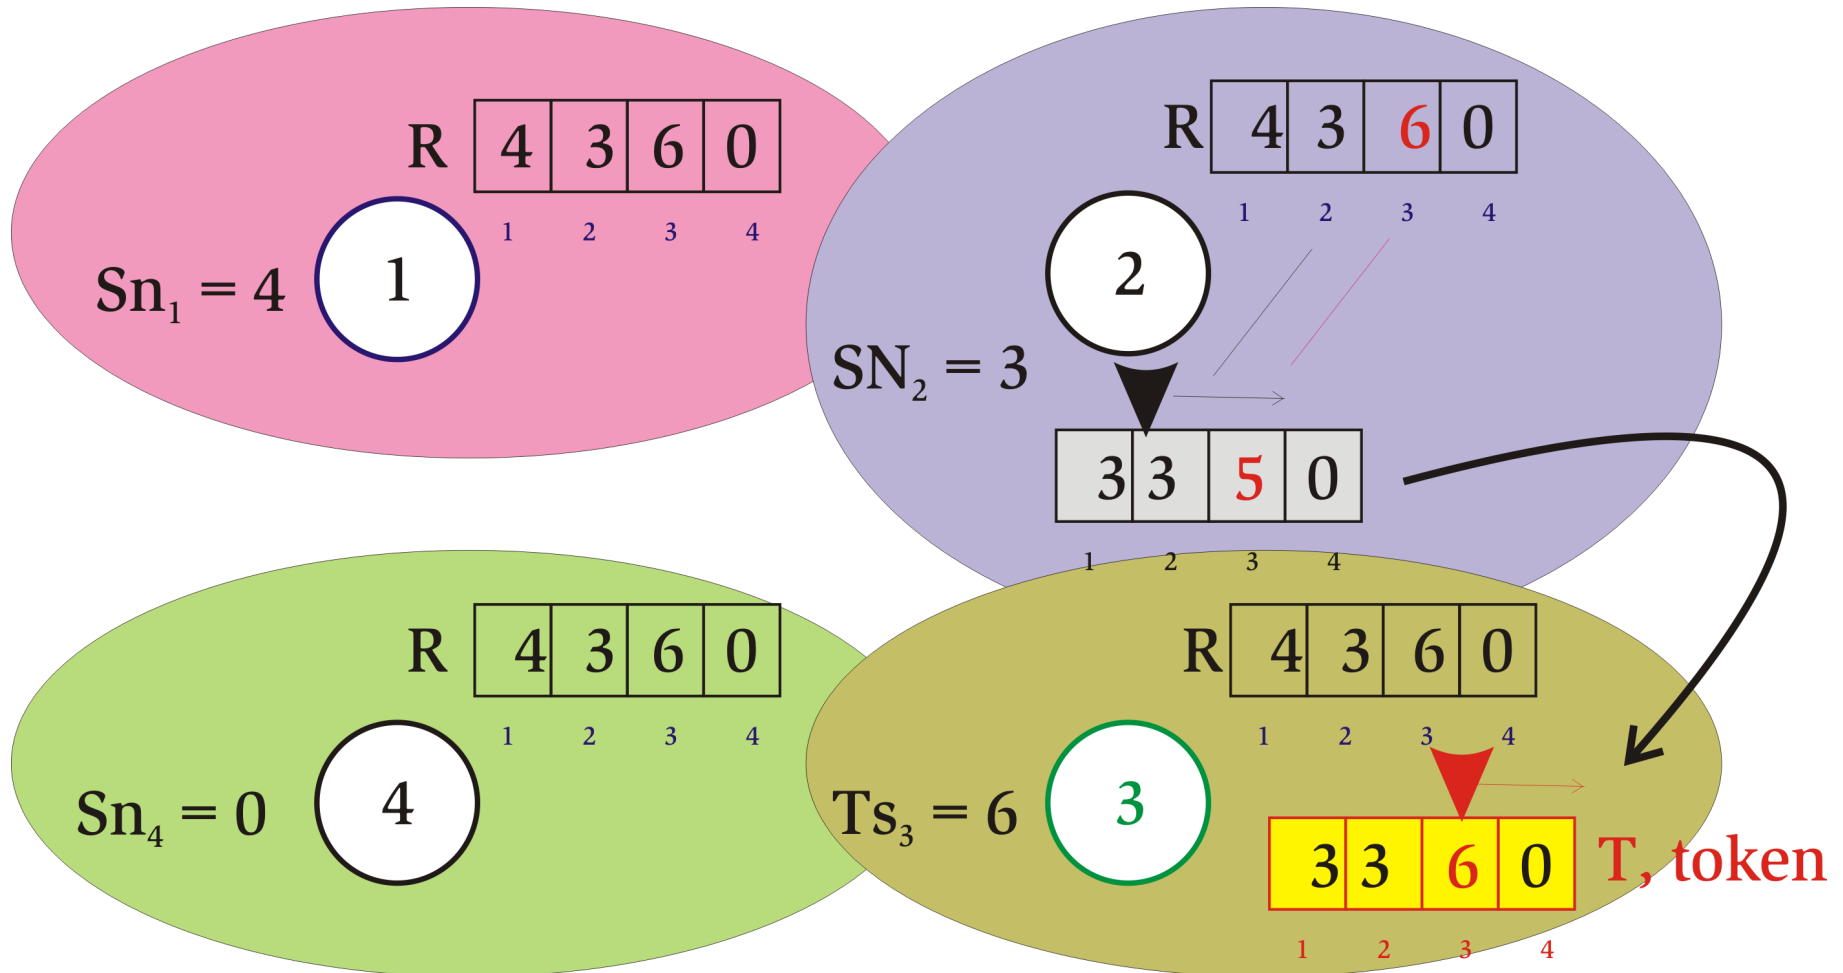 R 4 3 6 0
1 2 3 4
1
Sn1 = 4
R 4 3 6 0
1 2 3 4
2
SN2 = 3
3 3 5 0
1 2 3 4
R 4 3 6 0
1 2 3 4
4
Sn4 = 0
R 4 3 6 0
1 2 3 4
3
Ts3 = 6
3 3 6 0 T, token
1 2 3 4